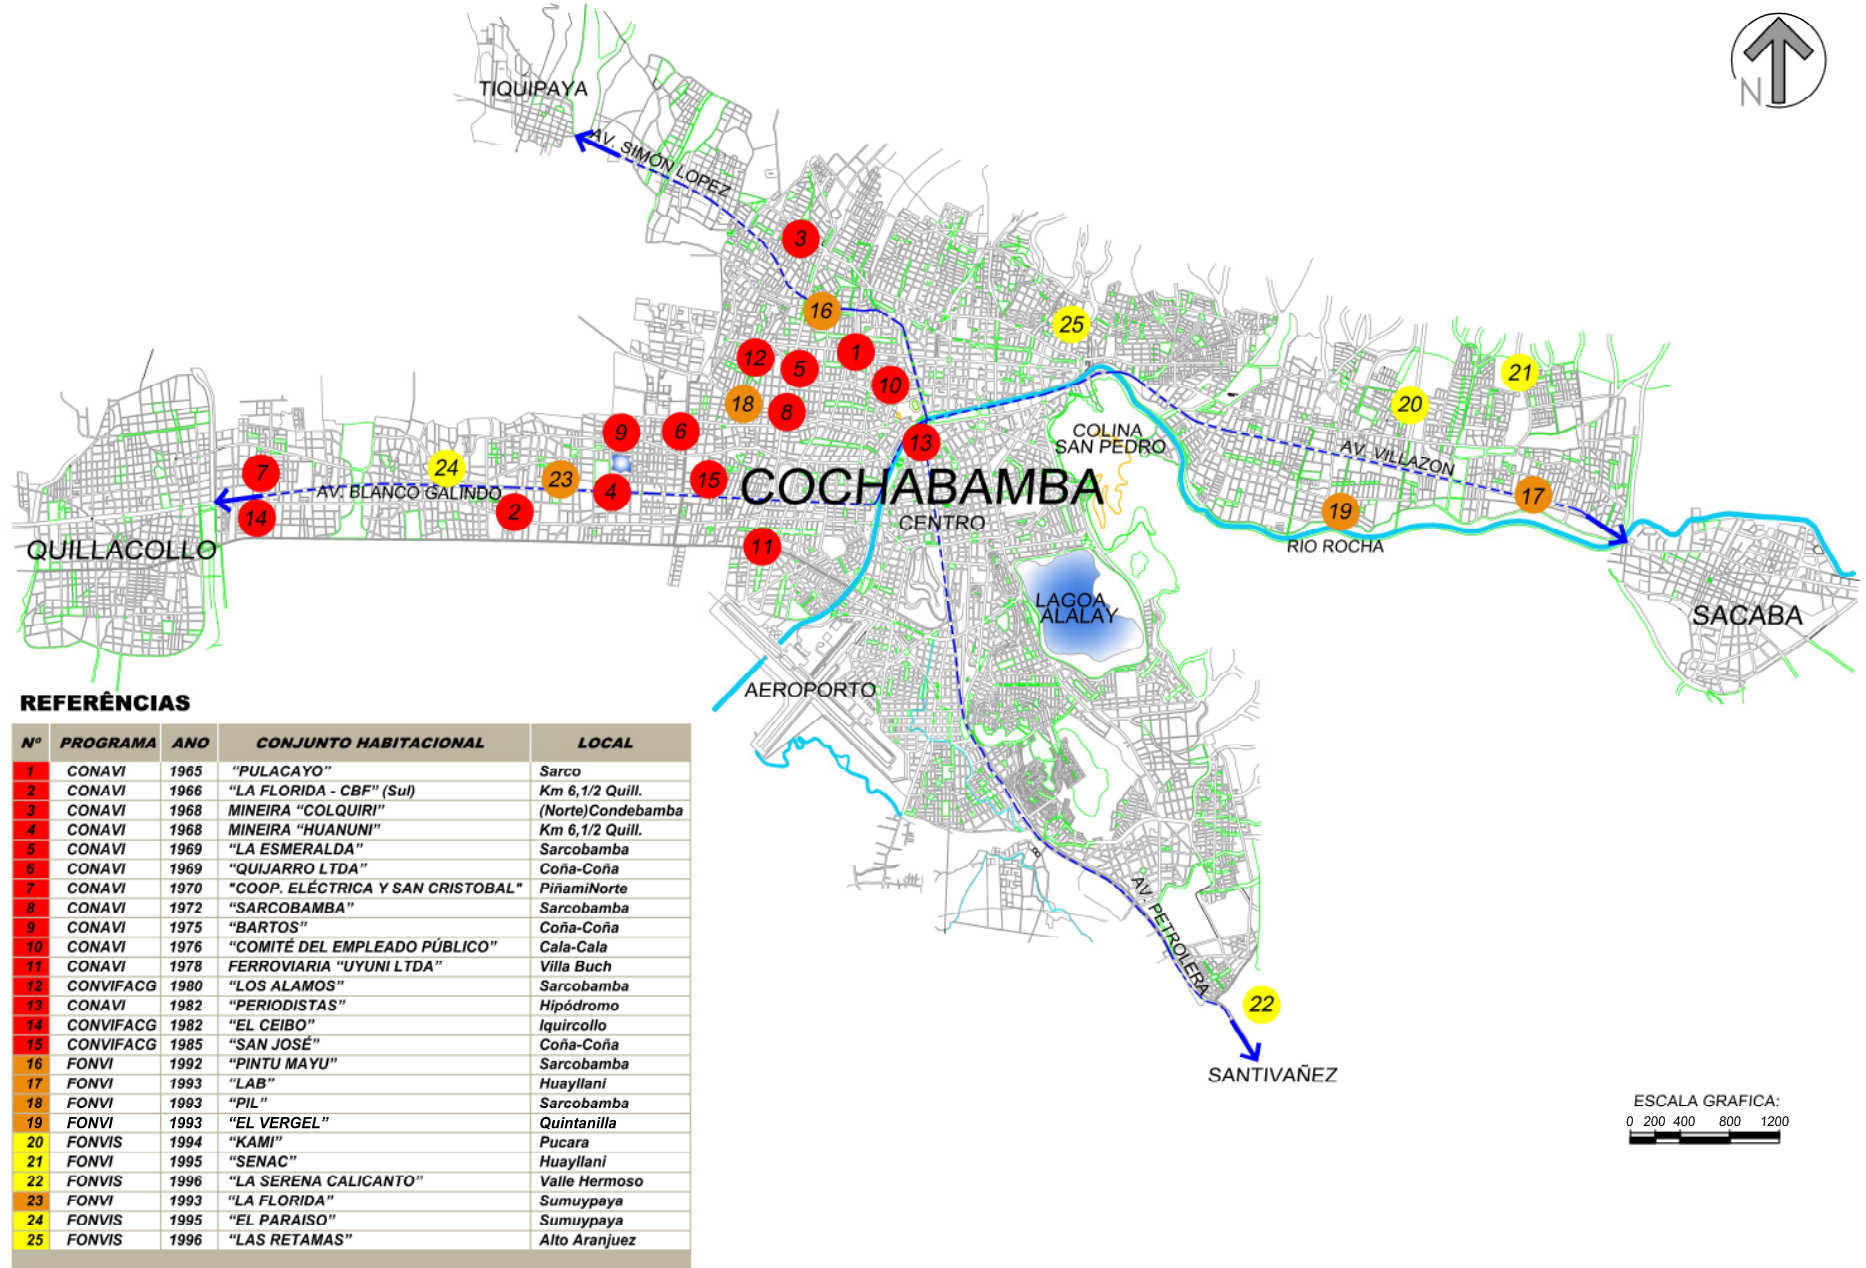 TIQUIPAYA
N
AV. SIMÓN LOPEZ
3
16
25
12
5
1
10
21
20
18
8
9
6
13
COLINA
SAN PEDRO
AV. VILLAZON
7
24
23
4
15
COCHABAMBA
17
AV. BLANCO GALINDO
14
2
19
CENTRO
QUILLACOLLO
11
RIO ROCHA
LAGOA
ALALAY
SACABA
AEROPORTO
AV. PETROLERA
22
SANTIVAÑEZ
ESCALA GRAFICA:
0 200 400 800 1200
REFERÊNCIAS
Nº PROGRAMA ANO CONJUNTO HABITACIONAL LOCAL
1 CONAVI 1965 “PULACAYO” Sarco
2 CONAVI 1966 “LA FLORIDA - CBF” (Sul) Km 6,1/2 Quill.
3 CONAVI 1968 MINEIRA “COLQUIRI” (Norte)Condebamba
4 CONAVI 1968 MINEIRA “HUANUNI” Km 6,1/2 Quill.
5 CONAVI 1969 “LA ESMERALDA” Sarcobamba
6 CONAVI 1969 “QUIJARRO LTDA” Coña-Coña
7 CONAVI 1970 "COOP. ELÉCTRICA Y SAN CRISTOBAL" PiñamiNorte
8 CONAVI 1972 “SARCOBAMBA” Sarcobamba
9 CONAVI 1975 “BARTOS” Coña-Coña
10 CONAVI 1976 “COMITÉ DEL EMPLEADO PÚBLICO” Cala-Cala
11 CONAVI 1978 FERROVIARIA “UYUNI LTDA” Villa Buch
12 CONVIFACG 1980 “LOS ALAMOS” Sarcobamba
13 CONAVI 1982 “PERIODISTAS” Hipódromo
14 CONVIFACG 1982 “EL CEIBO” Iquircollo
15 CONVIFACG 1985 “SAN JOSÉ” Coña-Coña
16 FONVI 1992 “PINTU MAYU” Sarcobamba
17 FONVI 1993 “LAB” Huayllani
18 FONVI 1993 “PIL” Sarcobamba
19 FONVI 1993 “EL VERGEL” Quintanilla
20 FONVIS 1994 “KAMI” Pucara
21 FONVI 1995 “SENAC” Huayllani
22 FONVIS 1996 “LA SERENA CALICANTO” Valle Hermoso
23 FONVI 1993 “LA FLORIDA” Sumuypaya
24 FONVIS 1995 “EL PARAISO” Sumuypaya
25 FONVIS 1996 “LAS RETAMAS” Alto Aranjuez